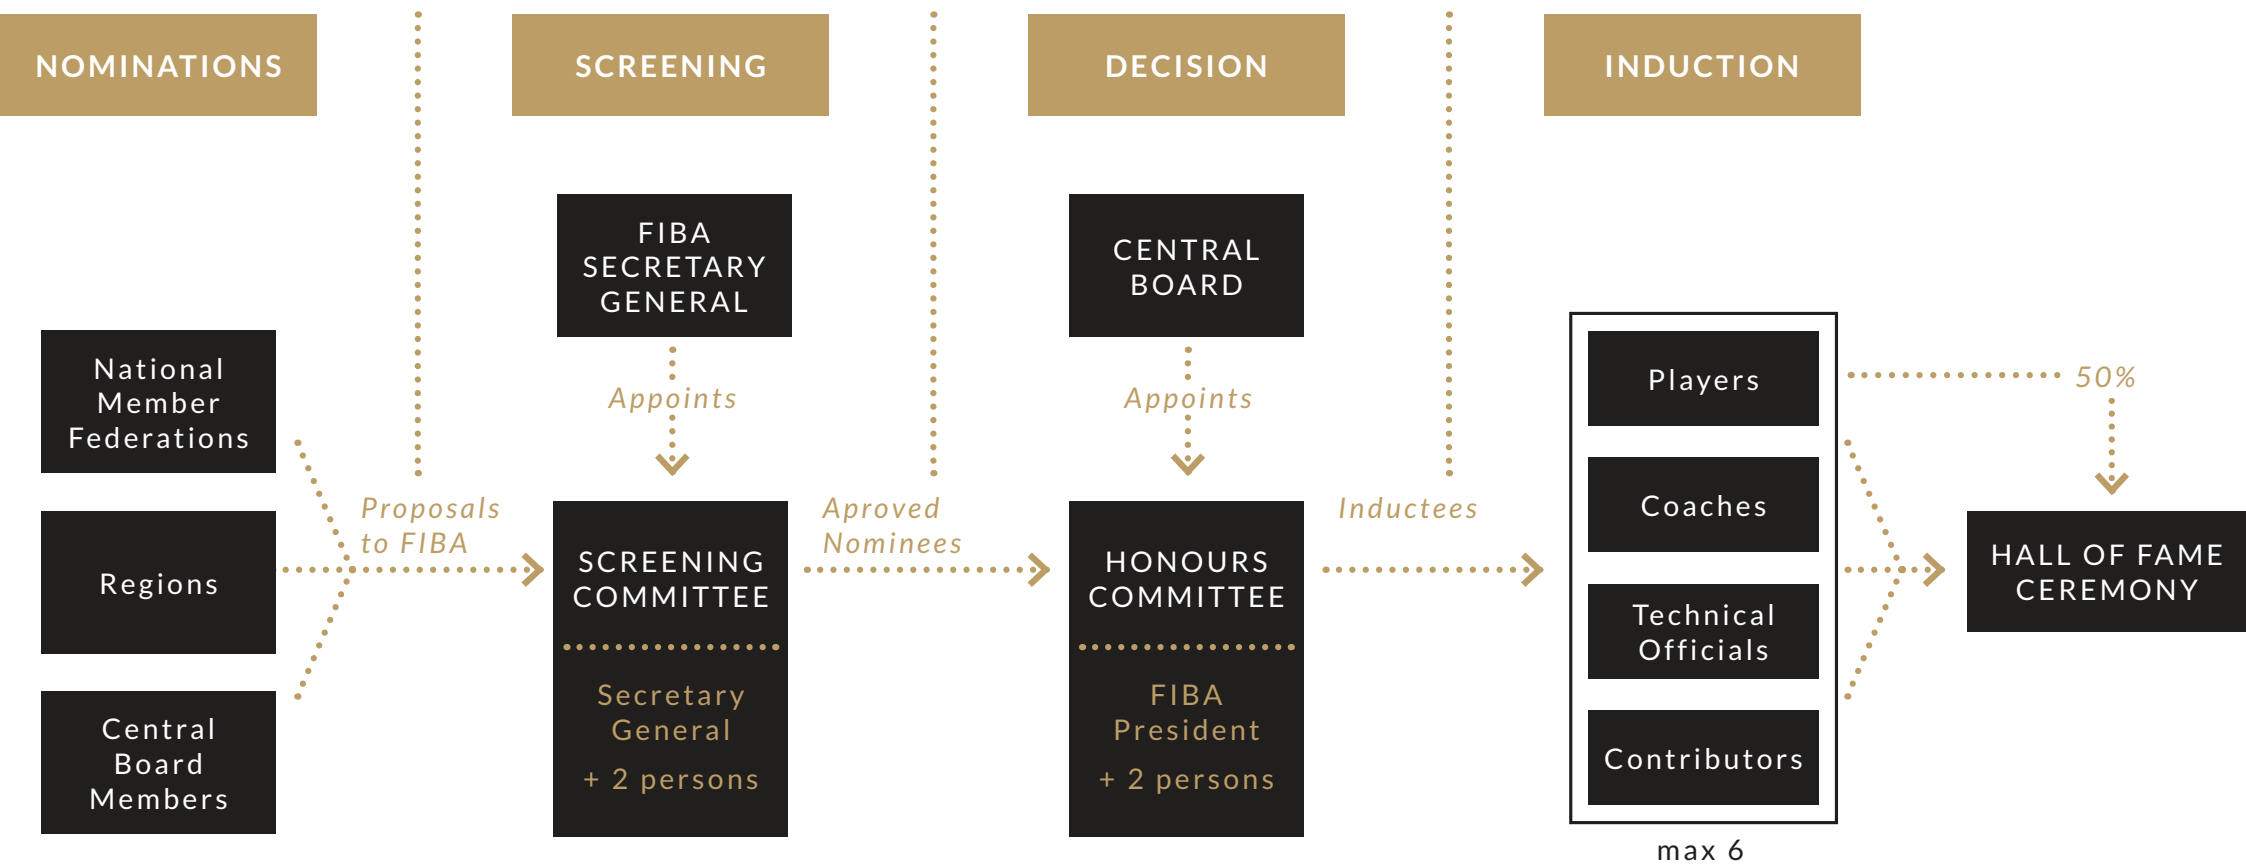 NOMINATIONS
SCREENING
DECISION
INDUCTION
National
Member
Federations
Regions
Central
Board
Members
Proposals
to FIBA
FIBA
SECRETARY
GENERAL
Appoints
SCREENING
COMMITTEE
Secretary
General
+ 2 persons
Aproved
Nominees
CENTRAL
BOARD
Appoints
HONOURS
COMMITTEE
FIBA
President
+ 2 persons
Inductees
Players
Coaches
Technical
Officials
Contributors
max 6
50%
HALL OF FAME
CEREMONY